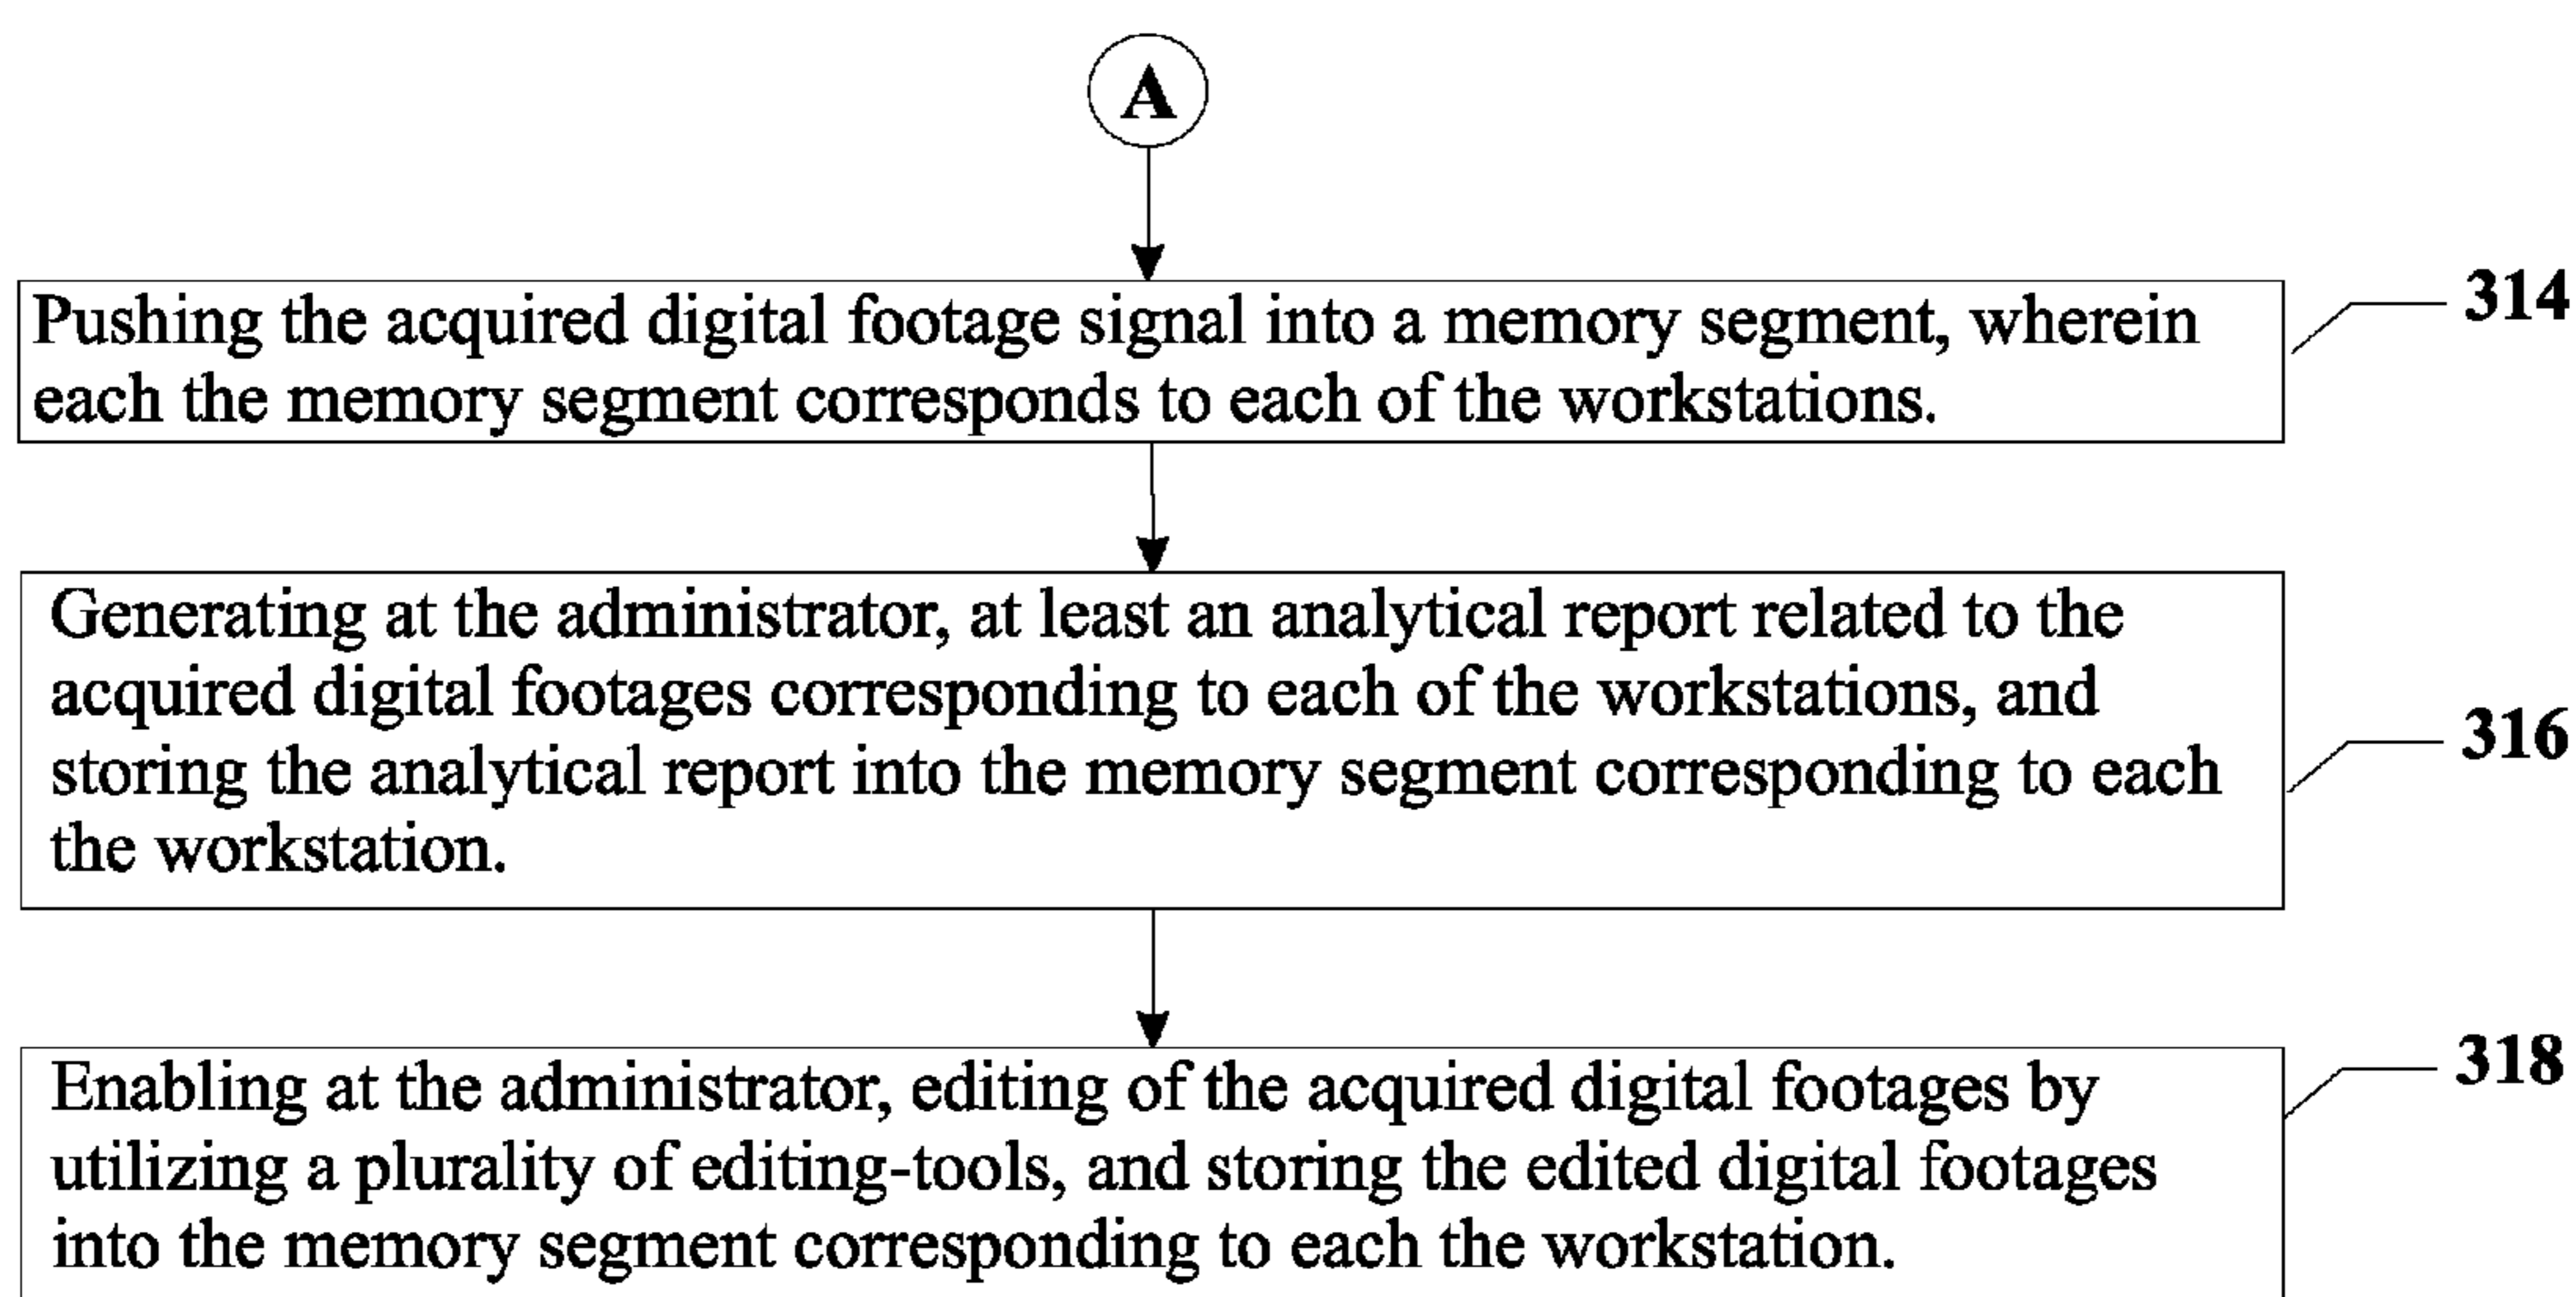 A
Pushing the acquired digital footage signal into a memory segment, wherein
each the memory segment corresponds to each of the workstations.
314
Generating at the administrator, at least an analytical report related to the
acquired digital footages corresponding to each of the workstations, and
storing the analytical report into the memory segment corresponding to each
the workstation.
316
Enabling at the administrator, editing of the acquired digital footages by
utilizing a plurality of editing-tools, and storing the edited digital footages
into the memory segment corresponding to each the workstation.
318